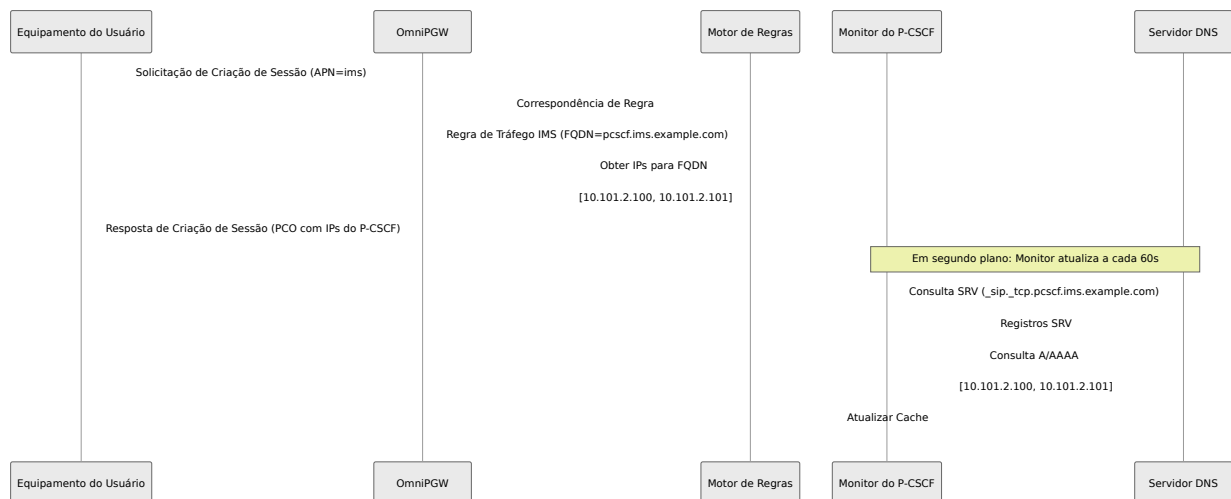 Equipamento do Usuário
OmniPGW
Motor de Regras
Monitor do P-CSCF
Servidor DNS
Solicitação de Criação de Sessão (APN=ims)
Correspondência de Regra
Regra de Tráfego IMS (FQDN=pcscf.ims.example.com)
Obter IPs para FQDN
[10.101.2.100, 10.101.2.101]
Resposta de Criação de Sessão (PCO com IPs do P-CSCF)
Em segundo plano: Monitor atualiza a cada 60s
Consulta SRV (_sip._tcp.pcscf.ims.example.com)
Registros SRV
Consulta A/AAAA
[10.101.2.100, 10.101.2.101]
Atualizar Cache
Equipamento do Usuário
OmniPGW
Motor de Regras
Monitor do P-CSCF
Servidor DNS